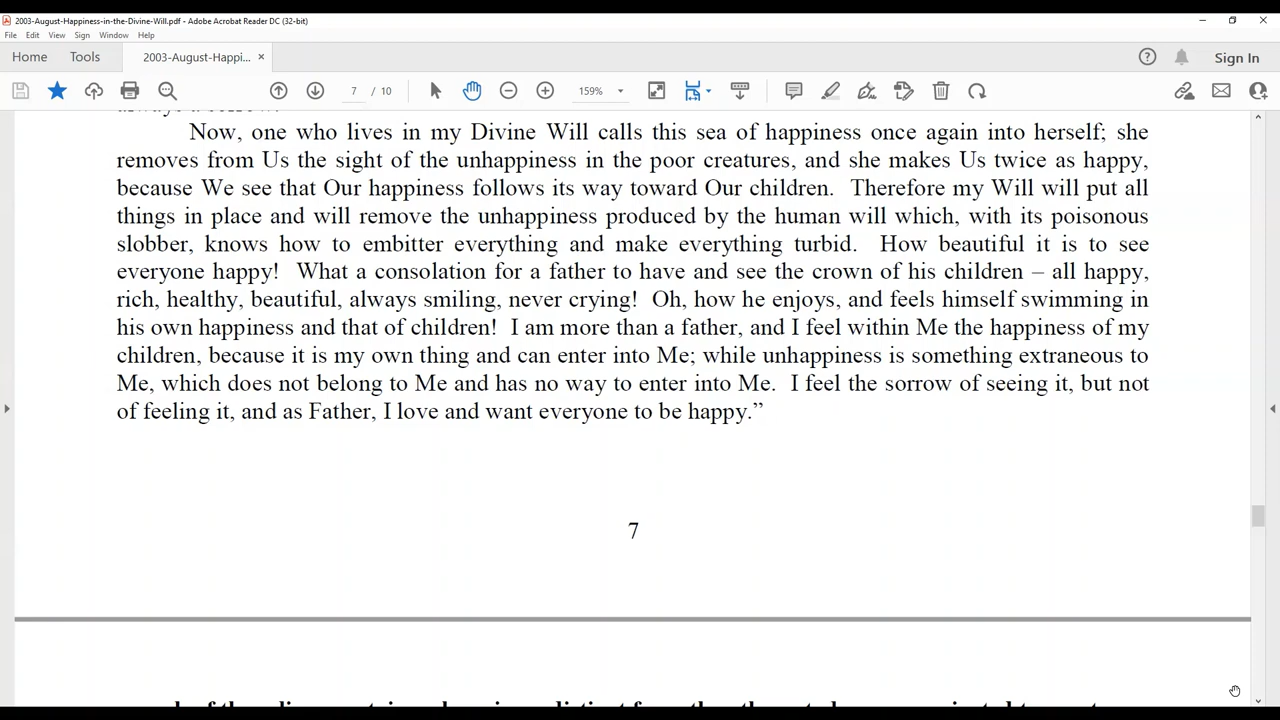 2003-August-Happiness-in-the-Divine-Will.pdf - Adobe Acrobat Reader DC (32-bit)
File Edit View Sign Window Help
Home Tools 2003-August-Happi... × Sign In
7 / 10 159%
Now, one who lives in my Divine Will calls this sea of happiness once again into herself; she
removes from Us the sight of the unhappiness in the poor creatures, and she makes Us twice as happy,
because We see that Our happiness follows its way toward Our children. Therefore my Will will put all
things in place and will remove the unhappiness produced by the human will which, with its poisonous
slobber, knows how to embitter everything and make everything turbid. How beautiful it is to see
everyone happy! What a consolation for a father to have and see the crown of his children – all happy,
rich, healthy, beautiful, always smiling, never crying! Oh, how he enjoys, and feels himself swimming in
his own happiness and that of children! I am more than a father, and I feel within Me the happiness of my
children, because it is my own thing and can enter into Me; while unhappiness is something extraneous to
Me, which does not belong to Me and has no way to enter into Me. I feel the sorrow of seeing it, but not
of feeling it, and as Father, I love and want everyone to be happy.”
7